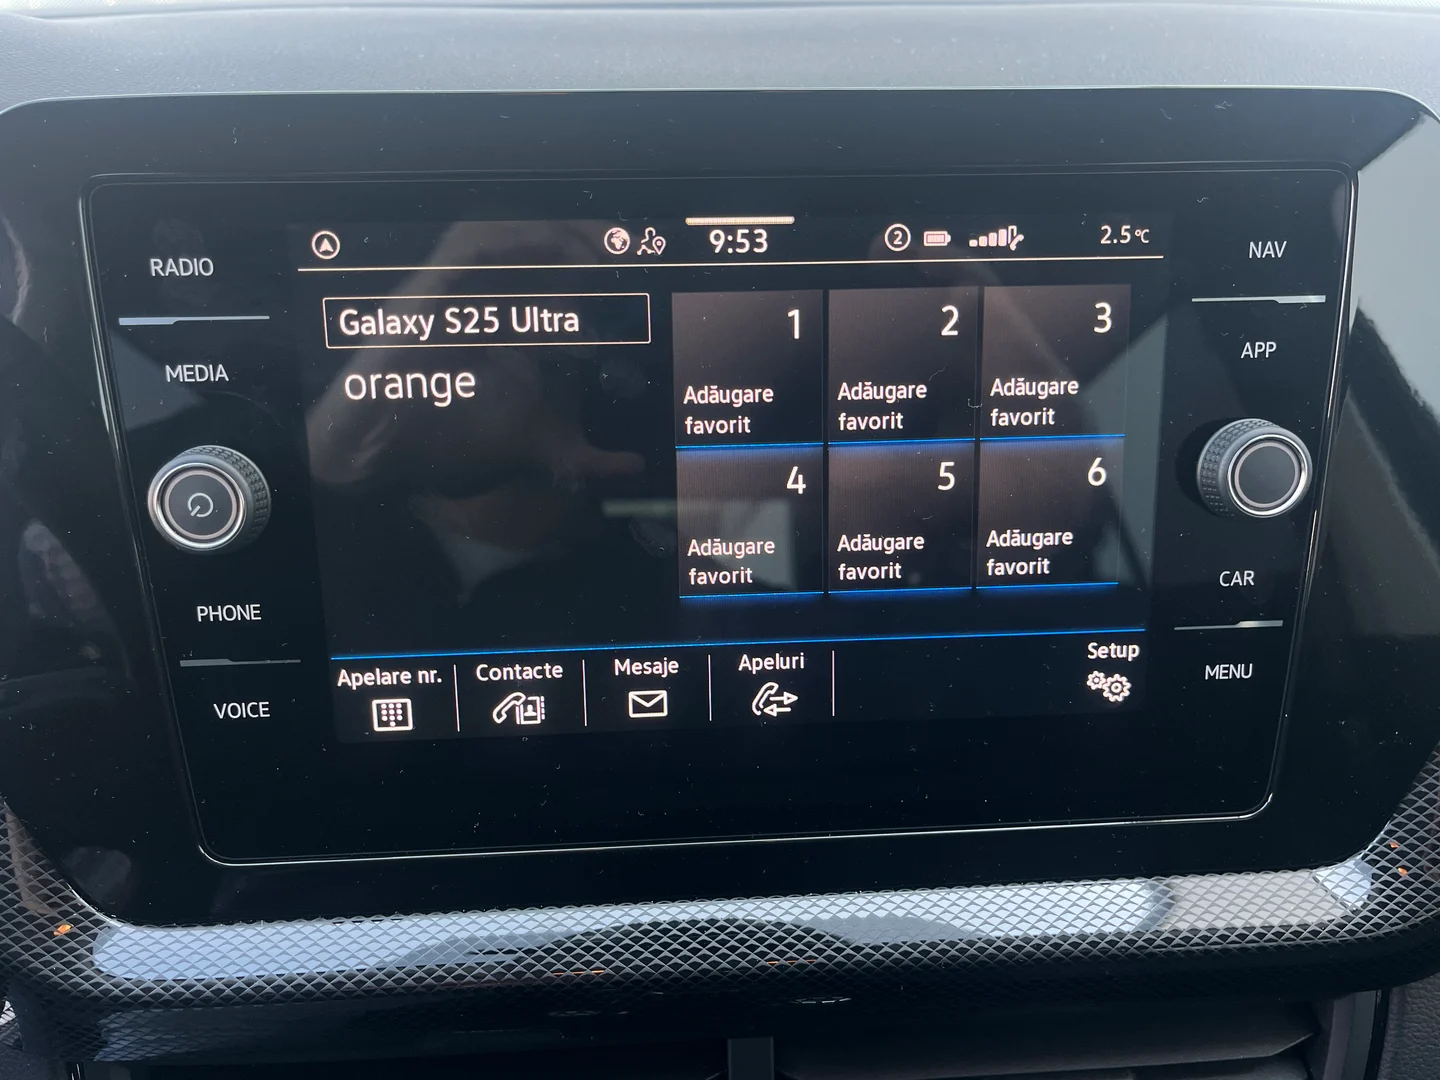 RADIO
MEDIA
PHONE
VOICE
9:53
2
2.5°C
Galaxy S25 Ultra
orange
1
Adăugare
favorit
2
Adăugare
favorit
3
Adăugare
favorit
4
Adăugare
favorit
5
Adăugare
favorit
6
Adăugare
favorit
Apelare nr.
Contacte
Mesaje
Apeluri
Setup
NAV
APP
CAR
MENU